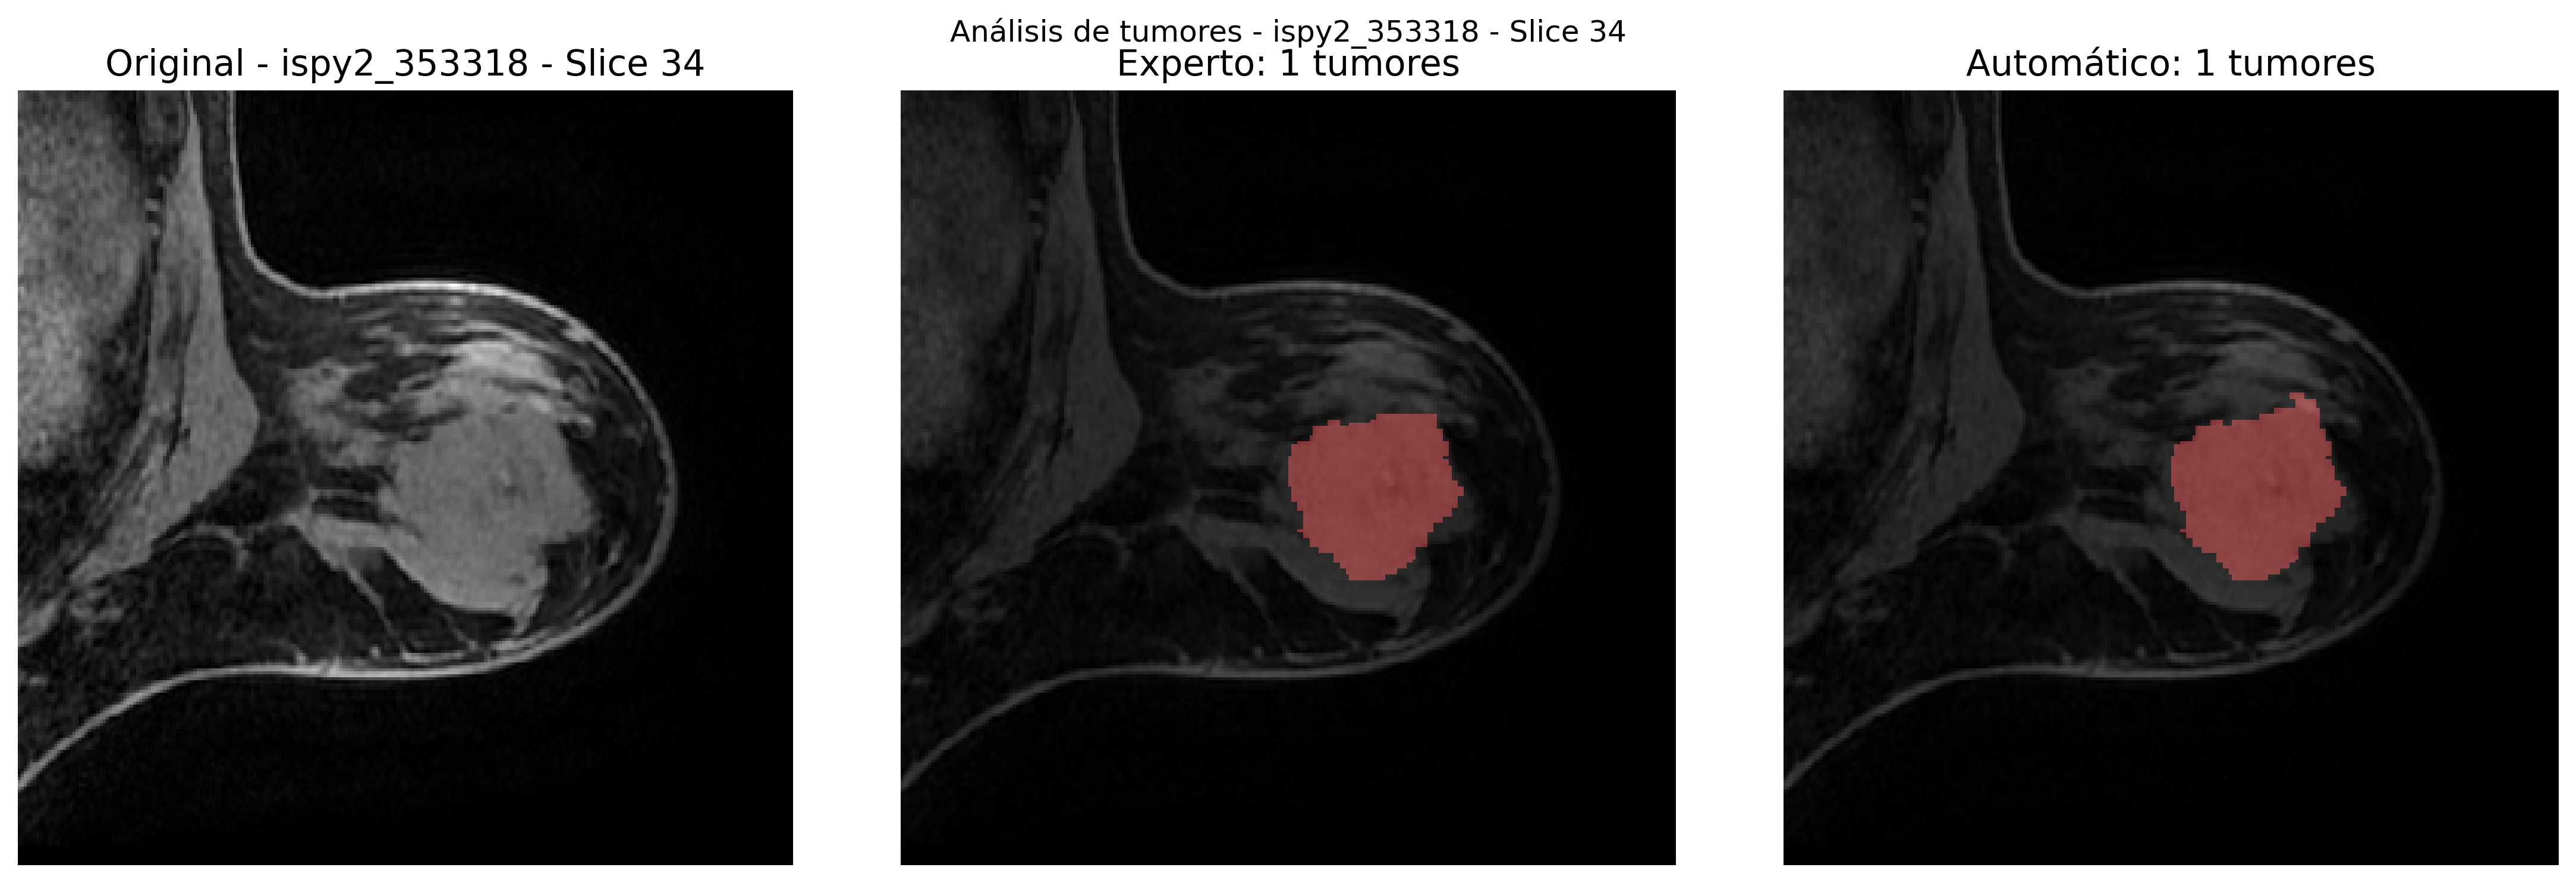 Análisis de tumores - ispy2_353318 - Slice 34
Original - ispy2_353318 - Slice 34
Experto: 1 tumores
Automático: 1 tumores